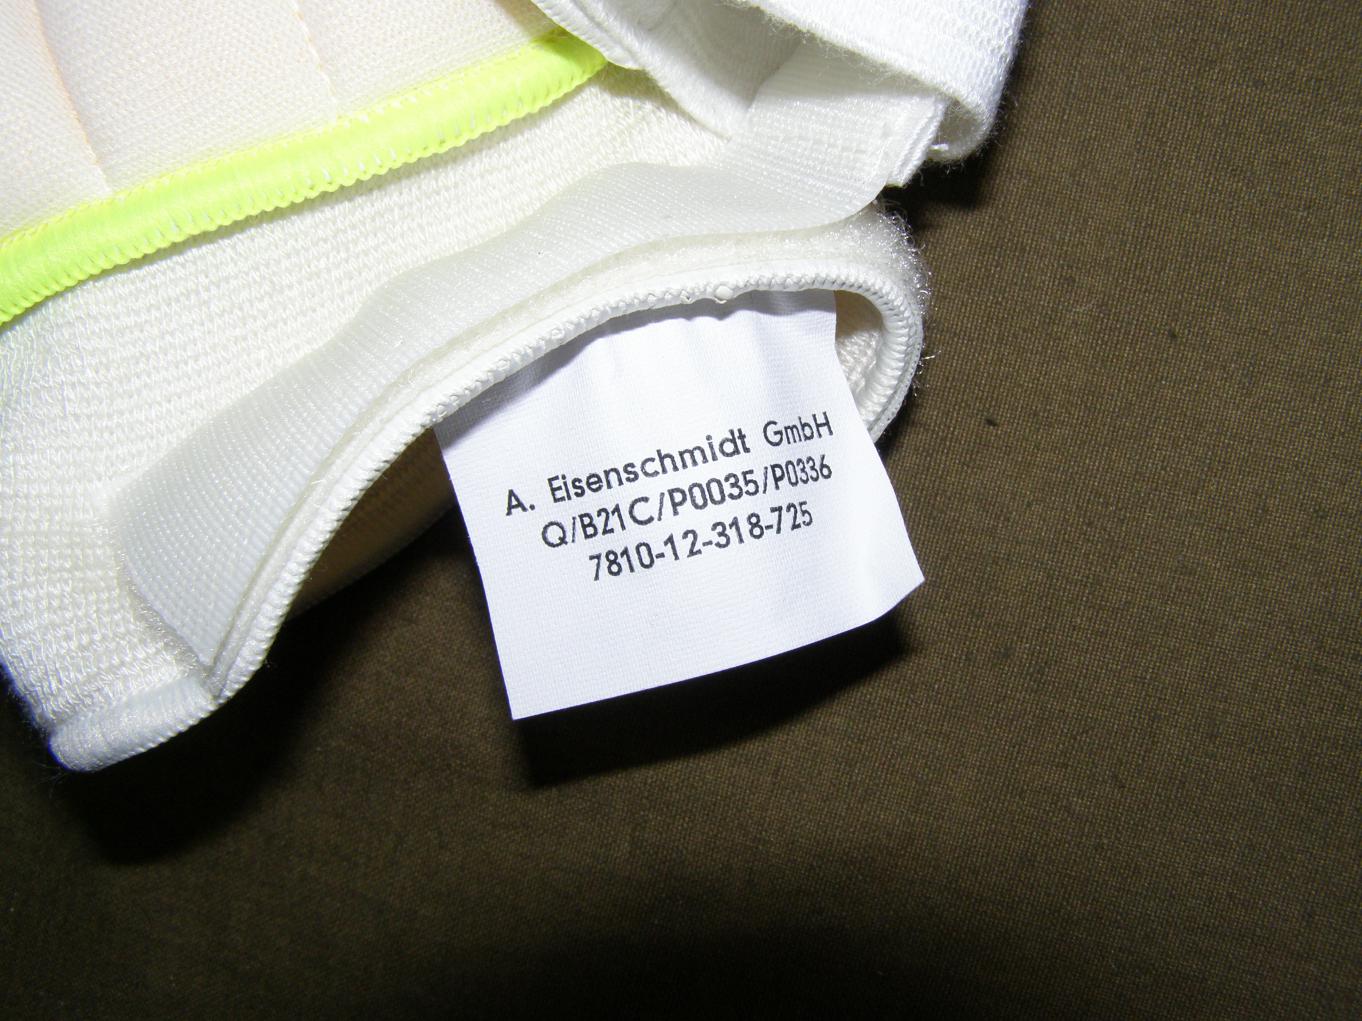 A. Eisenschmidt GmbH
Q/B21C/P0035/P0336
7810-12-318-725